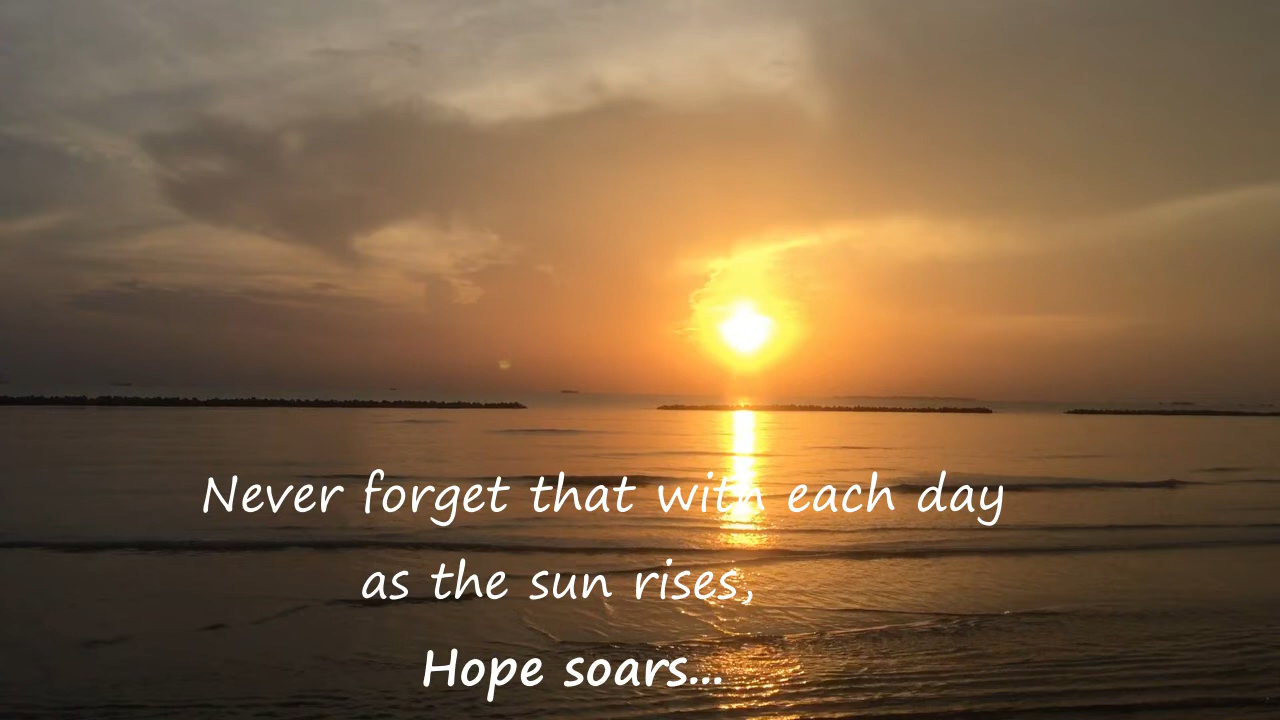 Never forget that with each day
as the sun rises,
Hope soars...